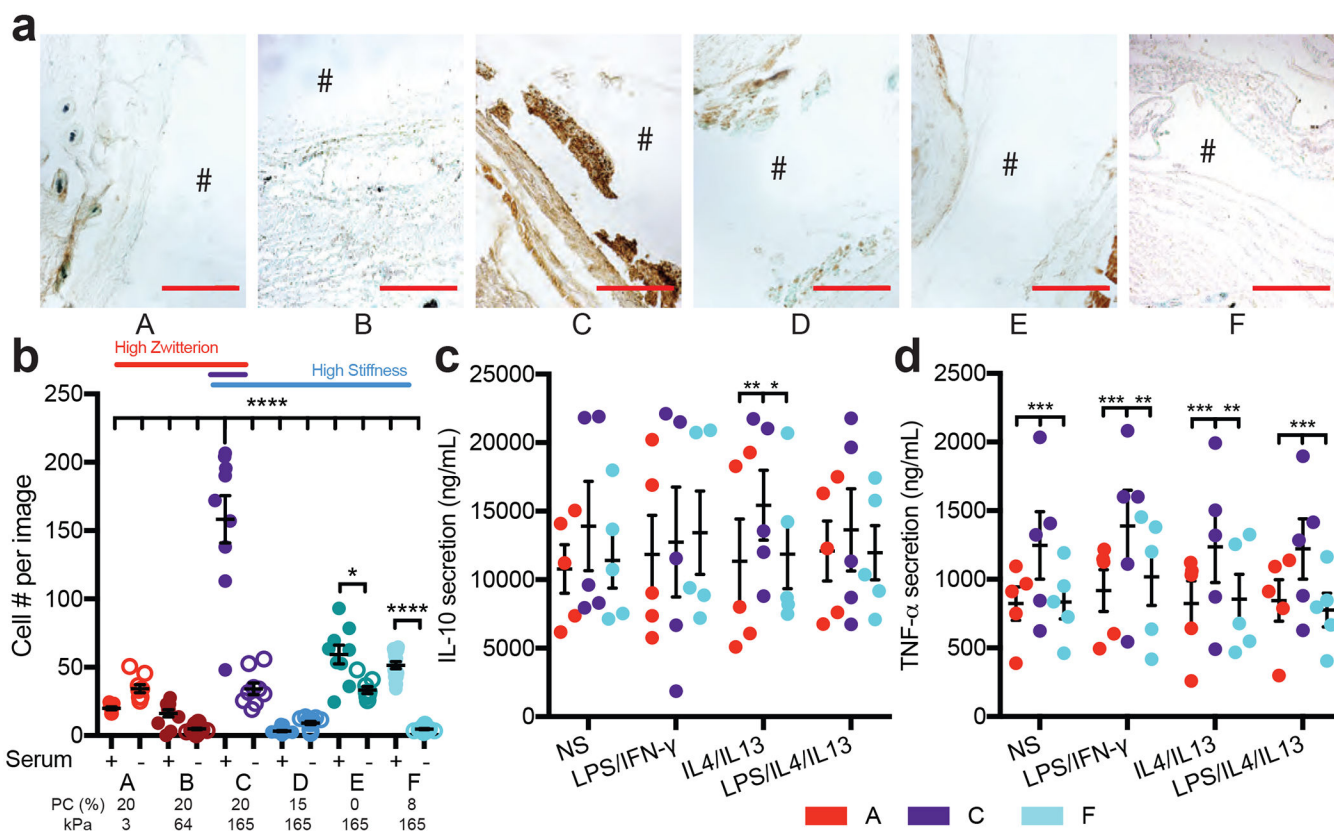 a
#
#
#
#
#
#
A
B
C
D
E
F
b
High Zwitterion
High Stiffness
250
200
150
100
50
0
Cell # per image
****
*
****
Serum + - + - + - + - + - + -
A B C D E F
PC (%) 20 20 20 15 0 8
kPa 3 64 165 165 165 165
c
25000
20000
15000
10000
5000
0
IL-10 secretion (ng/mL)
** *
NS
LPS/IFN-γ
IL4/IL13
LPS/IL4/IL13
d
2500
2000
1500
1000
500
0
TNF-α secretion (ng/mL)
***
*** **
*** **
***
NS
LPS/IFN-γ
IL4/IL13
LPS/IL4/IL13
A C F